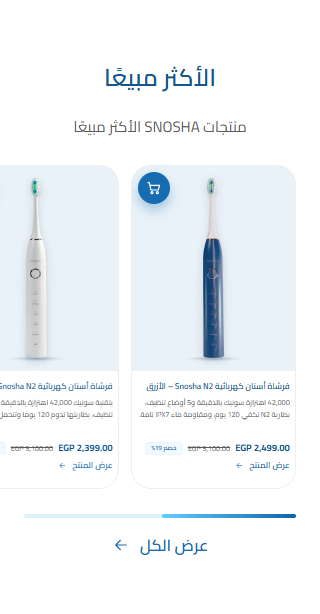 الأكثر مبيعًا
منتجات SNOSHA الأكثر مبيعًا
فرشاة أسنان كهربائية Snosha N2 – الأزرق
42,000 اهتزازة سونيك بالدقيقة و5 أوضاع تنظيف،
بطارية N2 تكفي 120 يوم، ومقاومة ماء IPX7 تامة.
EGP 2,499.00 EGP 3,100.00 خصم 19%
عرض المنتج ←
فرشاة أسنان كهربائية Snosha N2
بتقنية سونيك 42,000 اهتزازة بالدقيقة
تنظيف، بطاريتها تدوم 120 يوما وتتحمل
EGP 2,399.00 EGP 3,100.00
عرض المنتج ←
عرض الكل ←